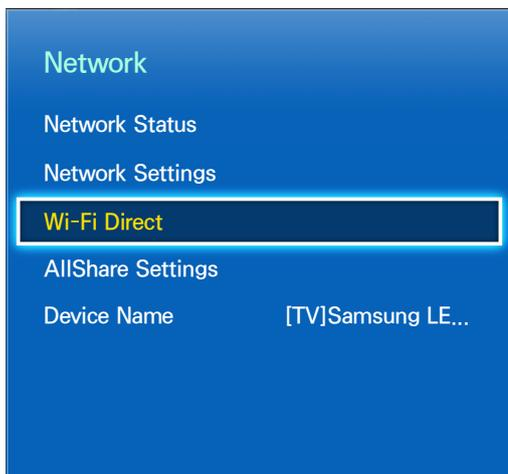 Network
Network Status
Network Settings
Wi-Fi Direct
AllShare Settings
Device Name [TV]Samsung LE...